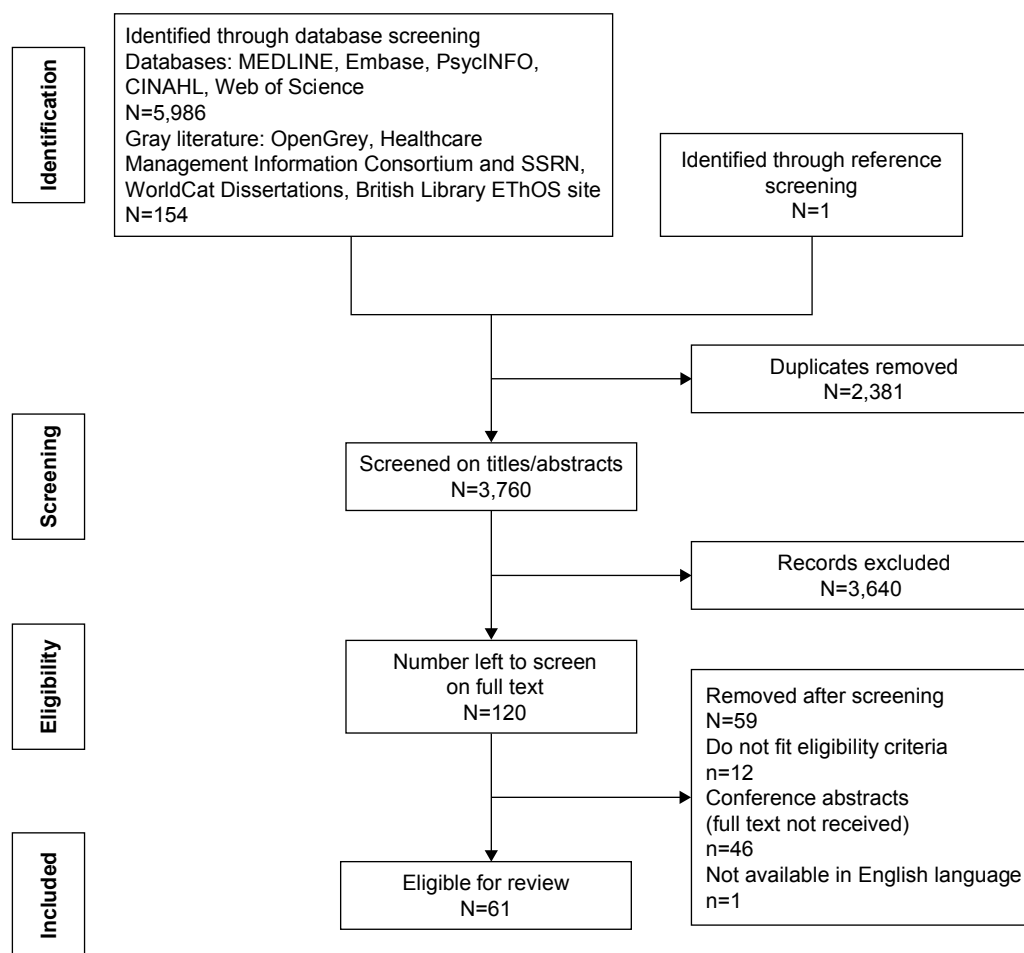 Identification
Identified through database screening
Databases: MEDLINE, Embase, PsycINFO,
CINAHL, Web of Science
N=5,986
Gray literature: OpenGrey, Healthcare
Management Information Consortium and SSRN,
WorldCat Dissertations, British Library EThOS site
N=154
Identified through reference
screening
N=1
Duplicates removed
N=2,381
Screening
Screened on titles/abstracts
N=3,760
Records excluded
N=3,640
Eligibility
Number left to screen
on full text
N=120
Removed after screening
N=59
Do not fit eligibility criteria
n=12
Conference abstracts
(full text not received)
n=46
Not available in English language
n=1
Included
Eligible for review
N=61